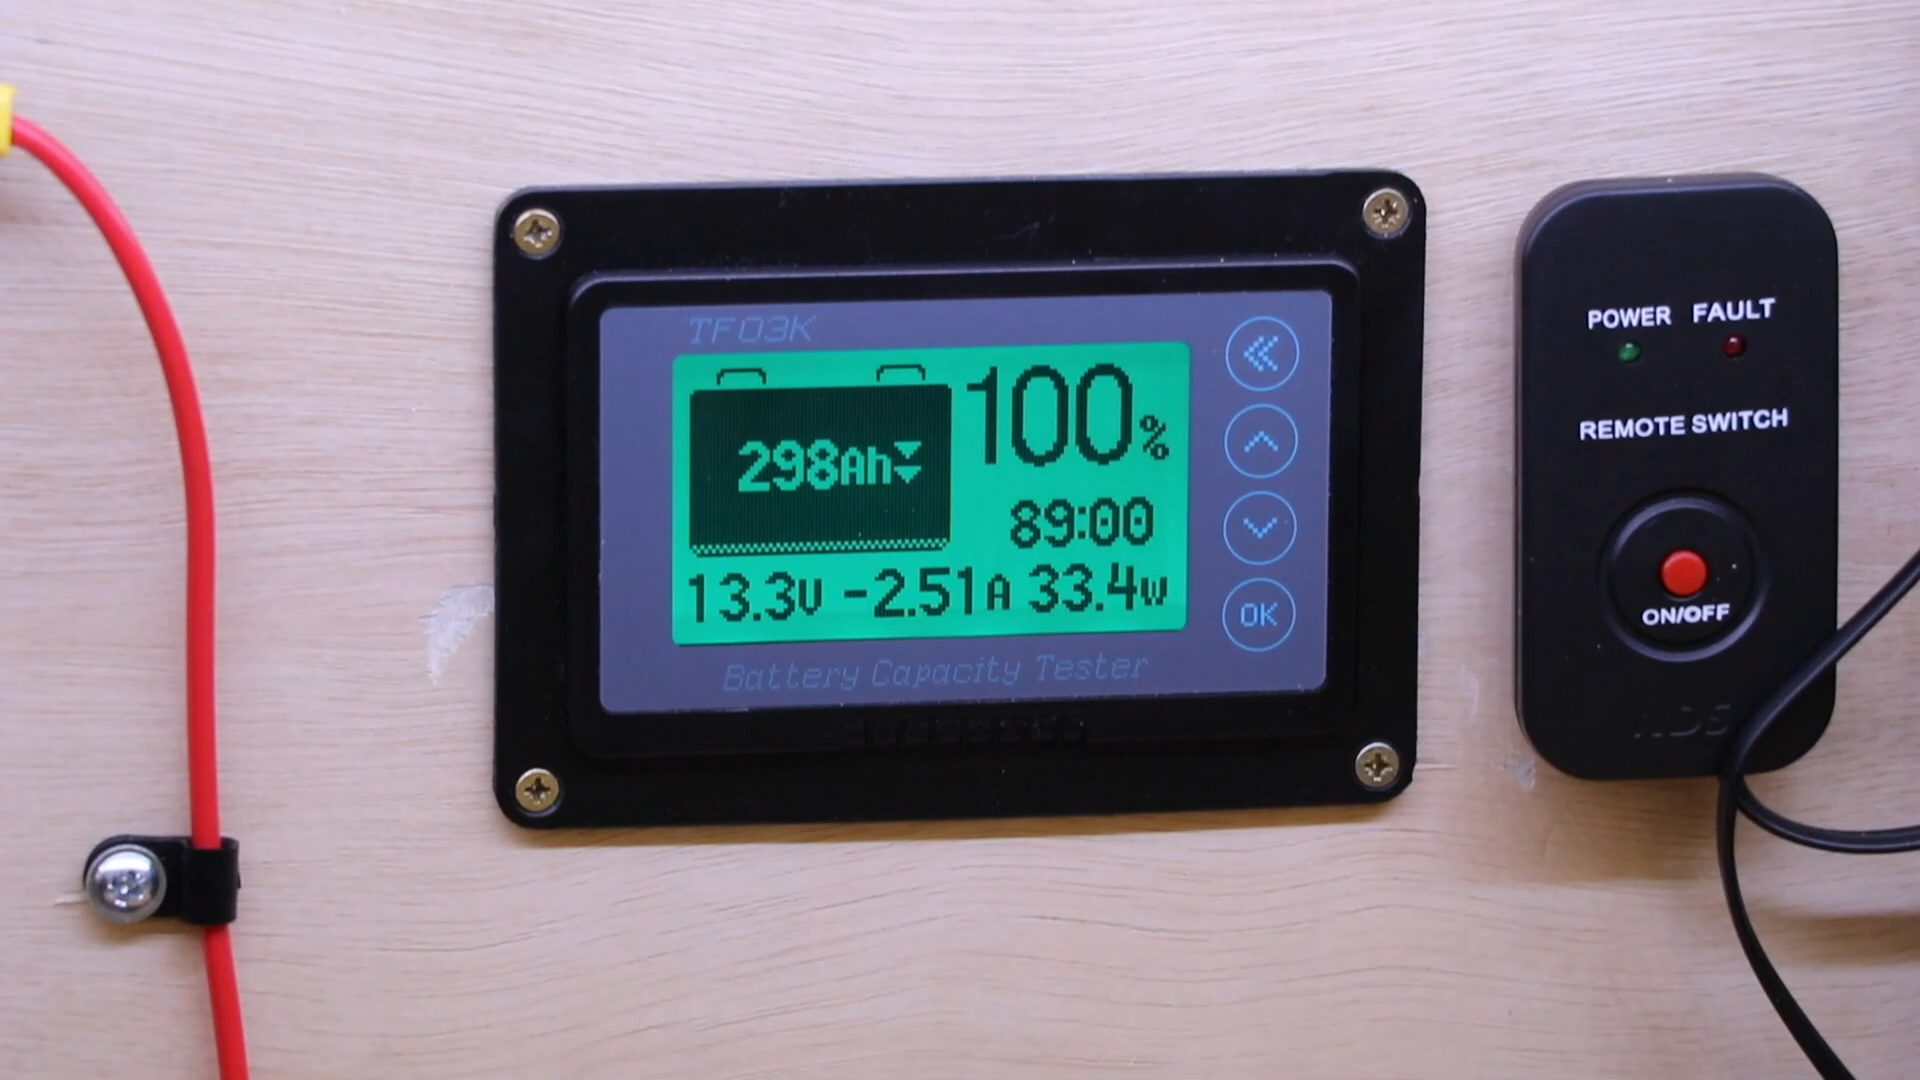 TF03K
298Ah
100%
89:00
13.3V -2.51A 33.4W
OK
Battery Capacity Tester
POWER FAULT
REMOTE SWITCH
ON/OFF